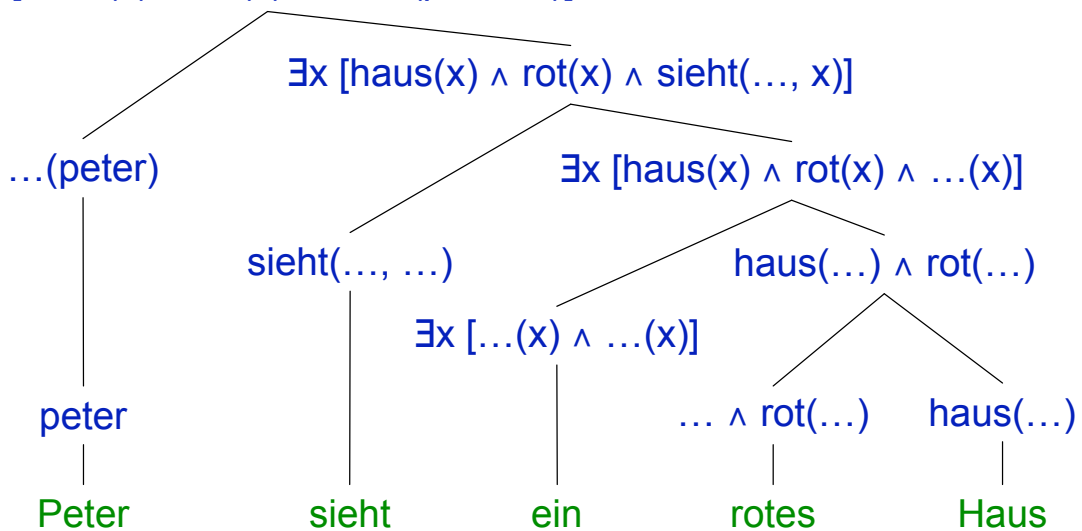 ∃x [haus(x) ∧ rot(x) ∧ sieht(…, x)]
…(peter)
∃x [haus(x) ∧ rot(x) ∧ …(x)]
sieht(…, …)
haus(…) ∧ rot(…)
∃x […(x) ∧ …(x)]
peter
… ∧ rot(…)
haus(…)
Peter sieht ein rotes Haus